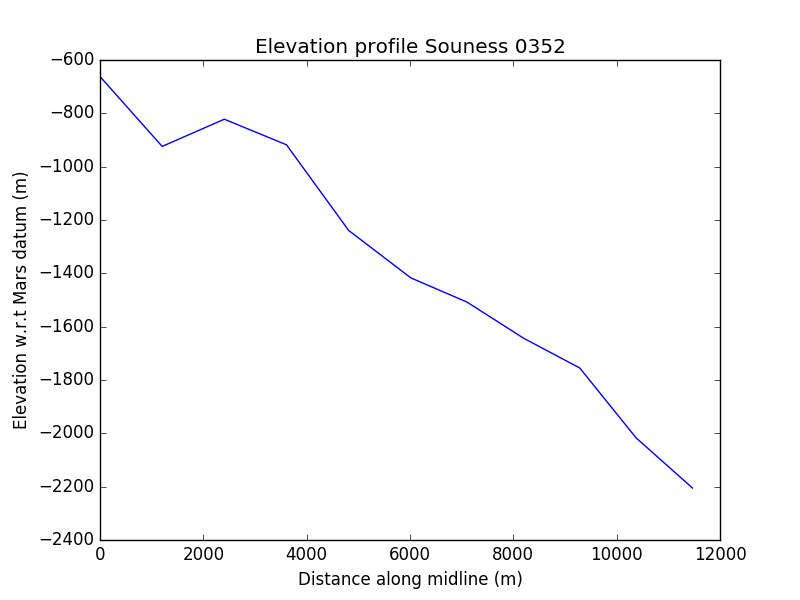 Elevation profile Souness 0352
−600
−800
−1000
−1200
−1400
−1600
−1800
−2000
−2200
−2400
Elevation w.r.t Mars datum (m)
0 2000 4000 6000 8000 10000 12000
Distance along midline (m)